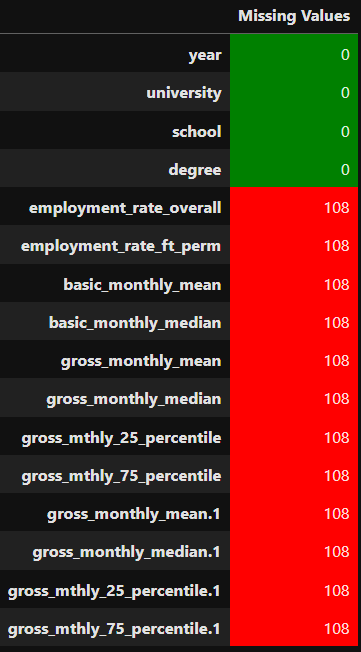 Missing Values
year 0
university 0
school 0
degree 0
employment_rate_overall 108
employment_rate_ft_perm 108
basic_monthly_mean 108
basic_monthly_median 108
gross_monthly_mean 108
gross_monthly_median 108
gross_mthly_25_percentile 108
gross_mthly_75_percentile 108
gross_monthly_mean.1 108
gross_monthly_median.1 108
gross_mthly_25_percentile.1 108
gross_mthly_75_percentile.1 108